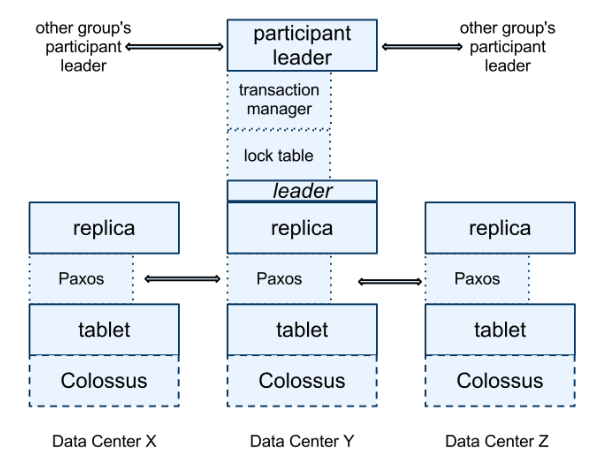 other group's
participant
leader
participant
leader
other group's
participant
leader
transaction
manager
lock table
leader
replica
replica
replica
Paxos
Paxos
Paxos
tablet
tablet
tablet
Colossus
Colossus
Colossus
Data Center X
Data Center Y
Data Center Z